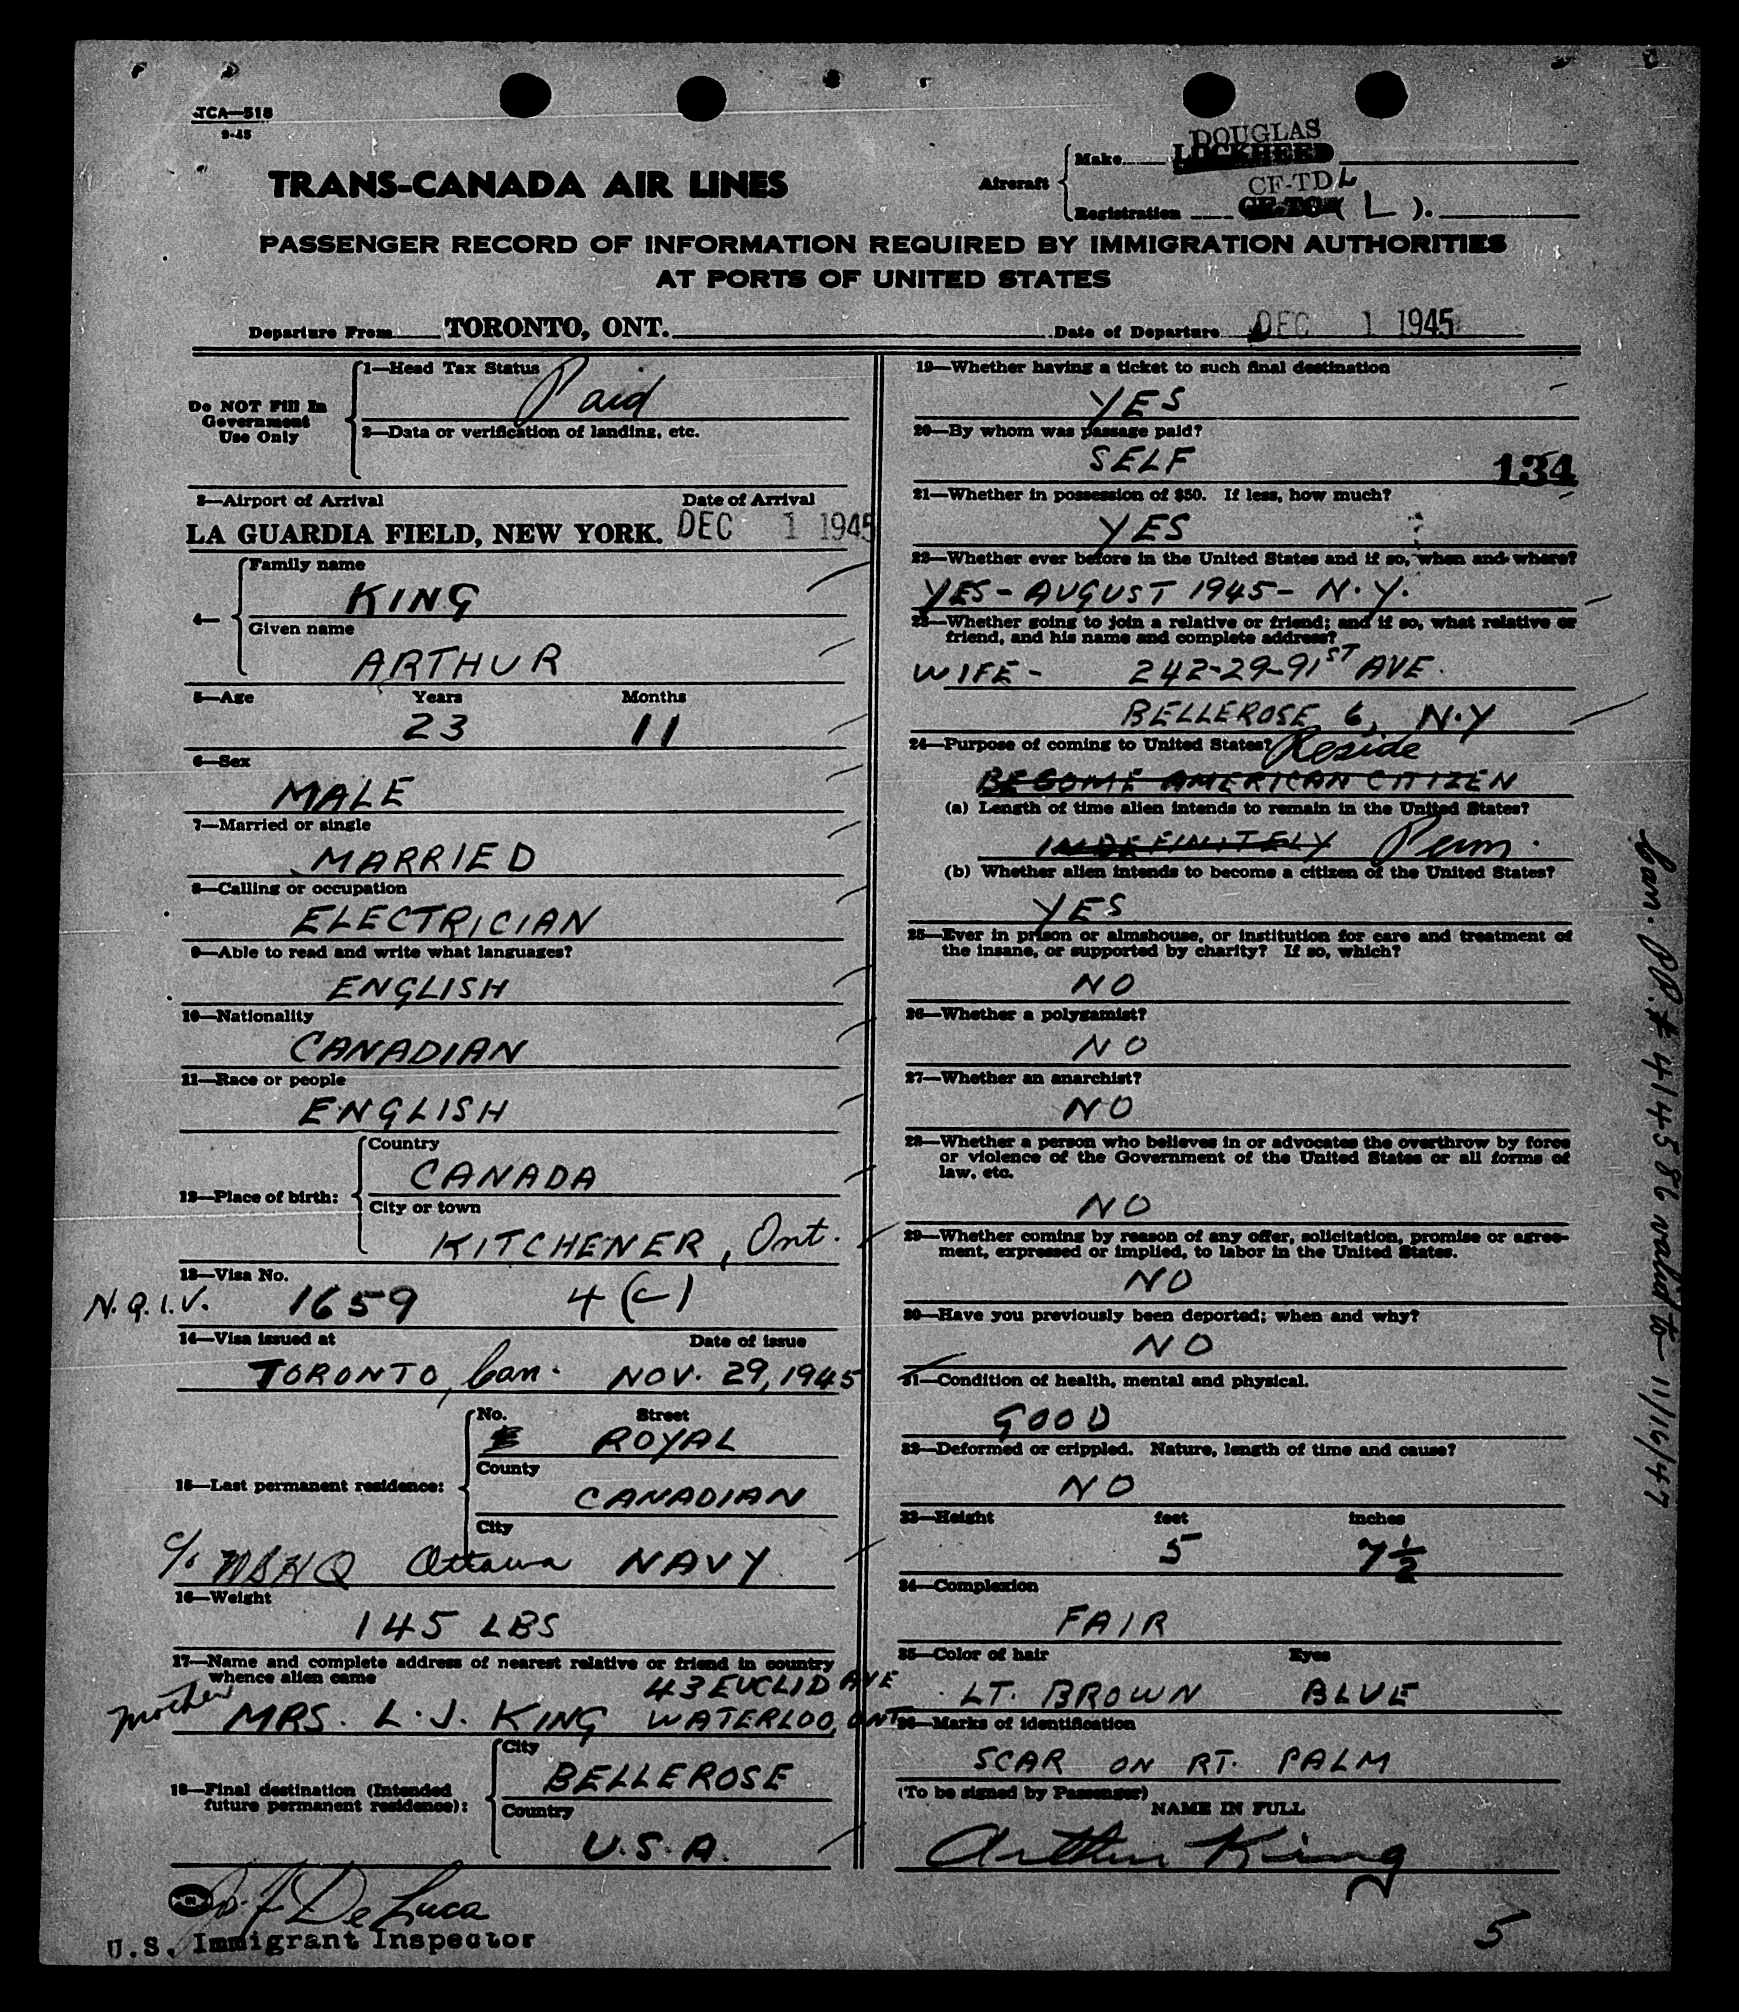 TCA—518
9-45
TRANS-CANADA AIR LINES
Aircraft
Make
DOUGLAS
LOCKHEED
CF-TDL
Registration
(L).
PASSENGER RECORD OF INFORMATION REQUIRED BY IMMIGRATION AUTHORITIES
AT PORTS OF UNITED STATES
Departure From TORONTO, ONT. Date of Departure DEC 1 1945
Do NOT Fill In
Government
Use Only
1—Head Tax Status
Paid
2—Data or verification of landing, etc.
3—Airport of Arrival Date of Arrival
LA GUARDIA FIELD, NEW YORK. DEC 1 1945
4—
Family name
KING
Given name
ARTHUR
5—Age Years Months
23 11
6—Sex
MALE
7—Married or single
MARRIED
8—Calling or occupation
ELECTRICIAN
9—Able to read and write what languages?
ENGLISH
10—Nationality
CANADIAN
11—Race or people
ENGLISH
12—Place of birth:
Country
CANADA
City or town
KITCHENER, Ont.
13—Visa No.
N.Q.I.V. 1659 4(c)
14—Visa issued at Date of issue
TORONTO, Can. NOV. 29, 1945
15—Last permanent residence:
No. Street
ROYAL
County
CANADIAN
City
c/o NSHQ Ottawa NAVY
16—Weight
145 LBS
17—Name and complete address of nearest relative or friend in country
whence alien came
43 EUCLID AVE
Mother MRS. L.J. KING WATERLOO, ONT
18—Final destination (Intended
future permanent residence):
City
BELLEROSE
Country
U.S.A.
De Luca
U.S. Immigrant Inspector
19—Whether having a ticket to such final destination
YES
20—By whom was passage paid?
SELF
134
21—Whether in possession of $50. If less, how much?
YES
22—Whether ever before in the United States and if so, when and where?
YES - AUGUST 1945 - N.Y.
23—Whether going to join a relative or friend; and if so, what relative or
friend, and his name and complete address?
WIFE - 242-29-91ST AVE.
BELLEROSE 6, N.Y
24—Purpose of coming to United States? Reside
BECOME AMERICAN CITIZEN
(a) Length of time alien intends to remain in the United States?
INDEFINITELY Perm.
(b) Whether alien intends to become a citizen of the United States?
YES
25—Ever in prison or almshouse, or institution for care and treatment of
the insane, or supported by charity? If so, which?
NO
26—Whether a polygamist?
NO
27—Whether an anarchist?
NO
28—Whether a person who believes in or advocates the overthrow by force
or violence of the Government of the United States or all forms of
law, etc.
NO
29—Whether coming by reason of any offer, solicitation, promise or agree-
ment, expressed or implied, to labor in the United States.
NO
30—Have you previously been deported; when and why?
NO
31—Condition of health, mental and physical.
GOOD
32—Deformed or crippled. Nature, length of time and cause?
NO
33—Height feet inches
5 7 1/2
34—Complexion
FAIR
35—Color of hair Eyes
LT. BROWN BLUE
36—Marks of identification
SCAR ON RT. PALM
(To be signed by Passenger)
NAME IN FULL
Arthur King
5
Can. PP. # 414586 valid to 11/16/47